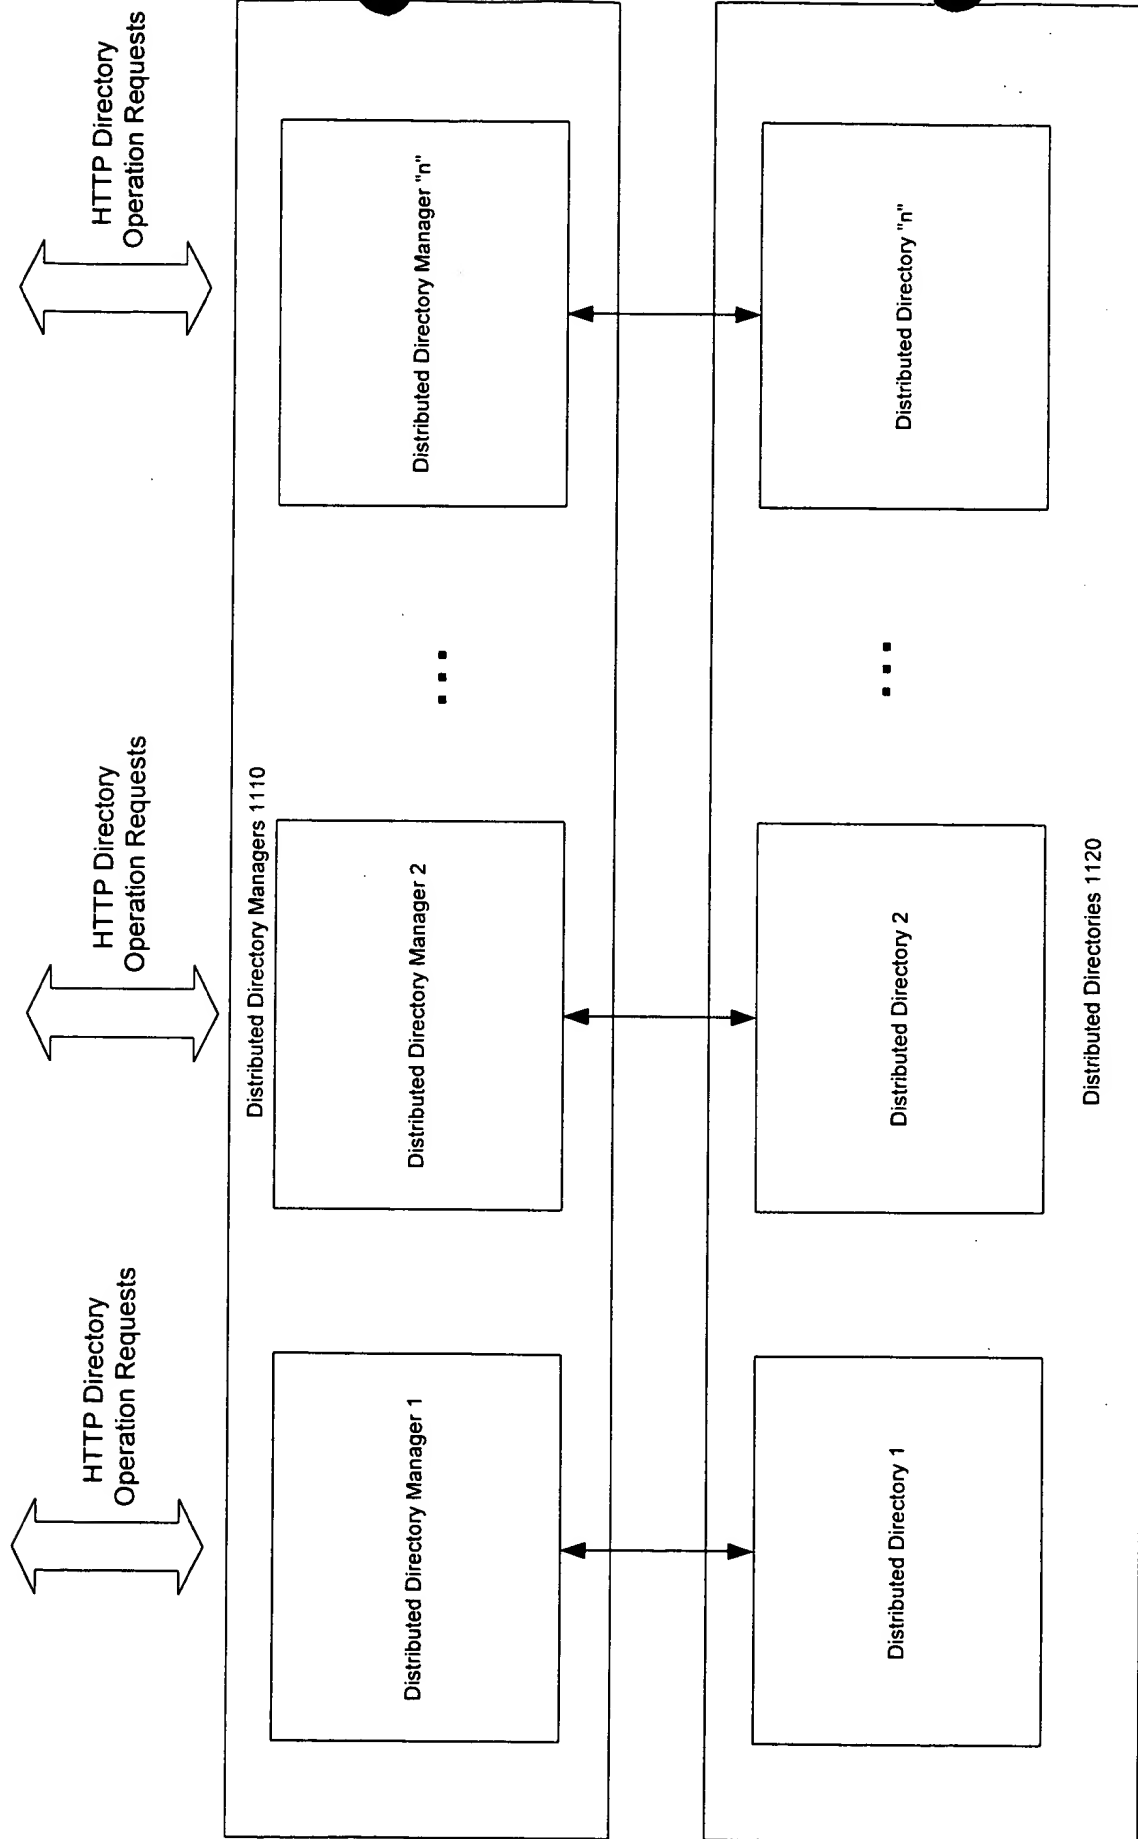 HTTP Directory
Operation Requests
HTTP Directory
Operation Requests
HTTP Directory
Operation Requests
Distributed Directory Managers 1110
Distributed Directory Manager 1
Distributed Directory Manager 2
...
Distributed Directory Manager "n"
Distributed Directory 1
Distributed Directory 2
...
Distributed Directory "n"
Distributed Directories 1120